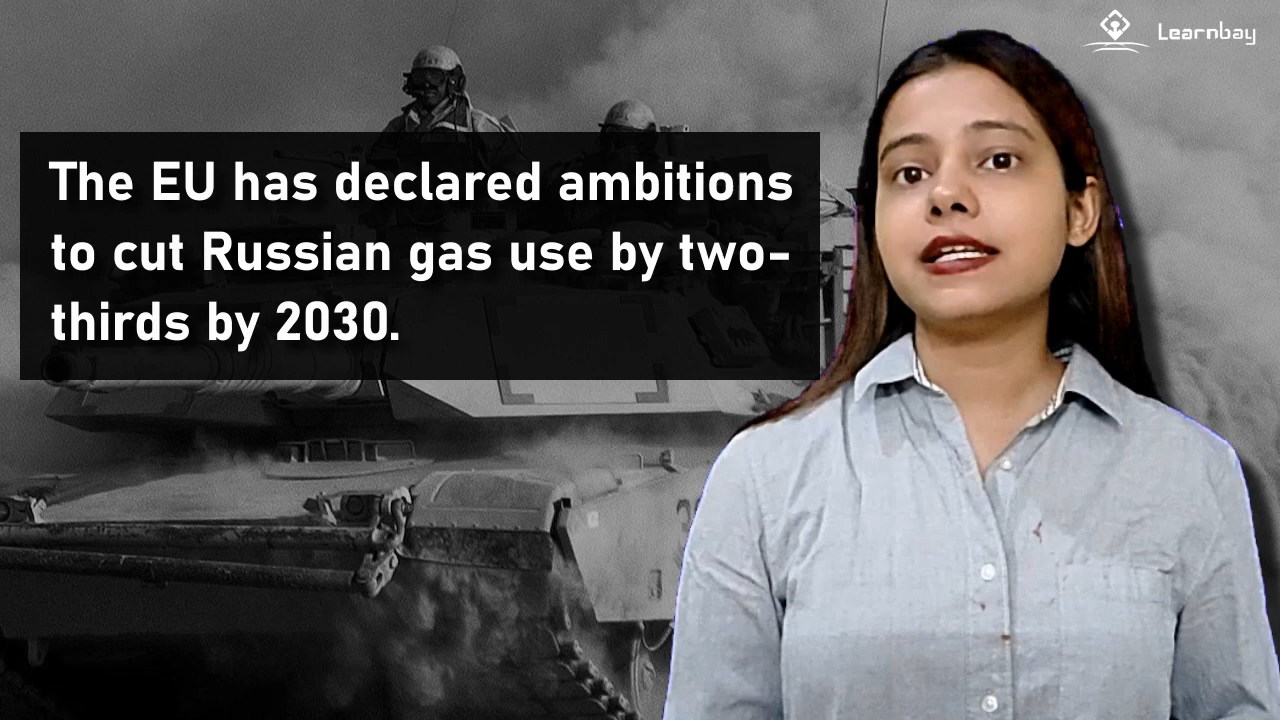 Learnbay
The EU has declared ambitions
to cut Russian gas use by two-
thirds by 2030.